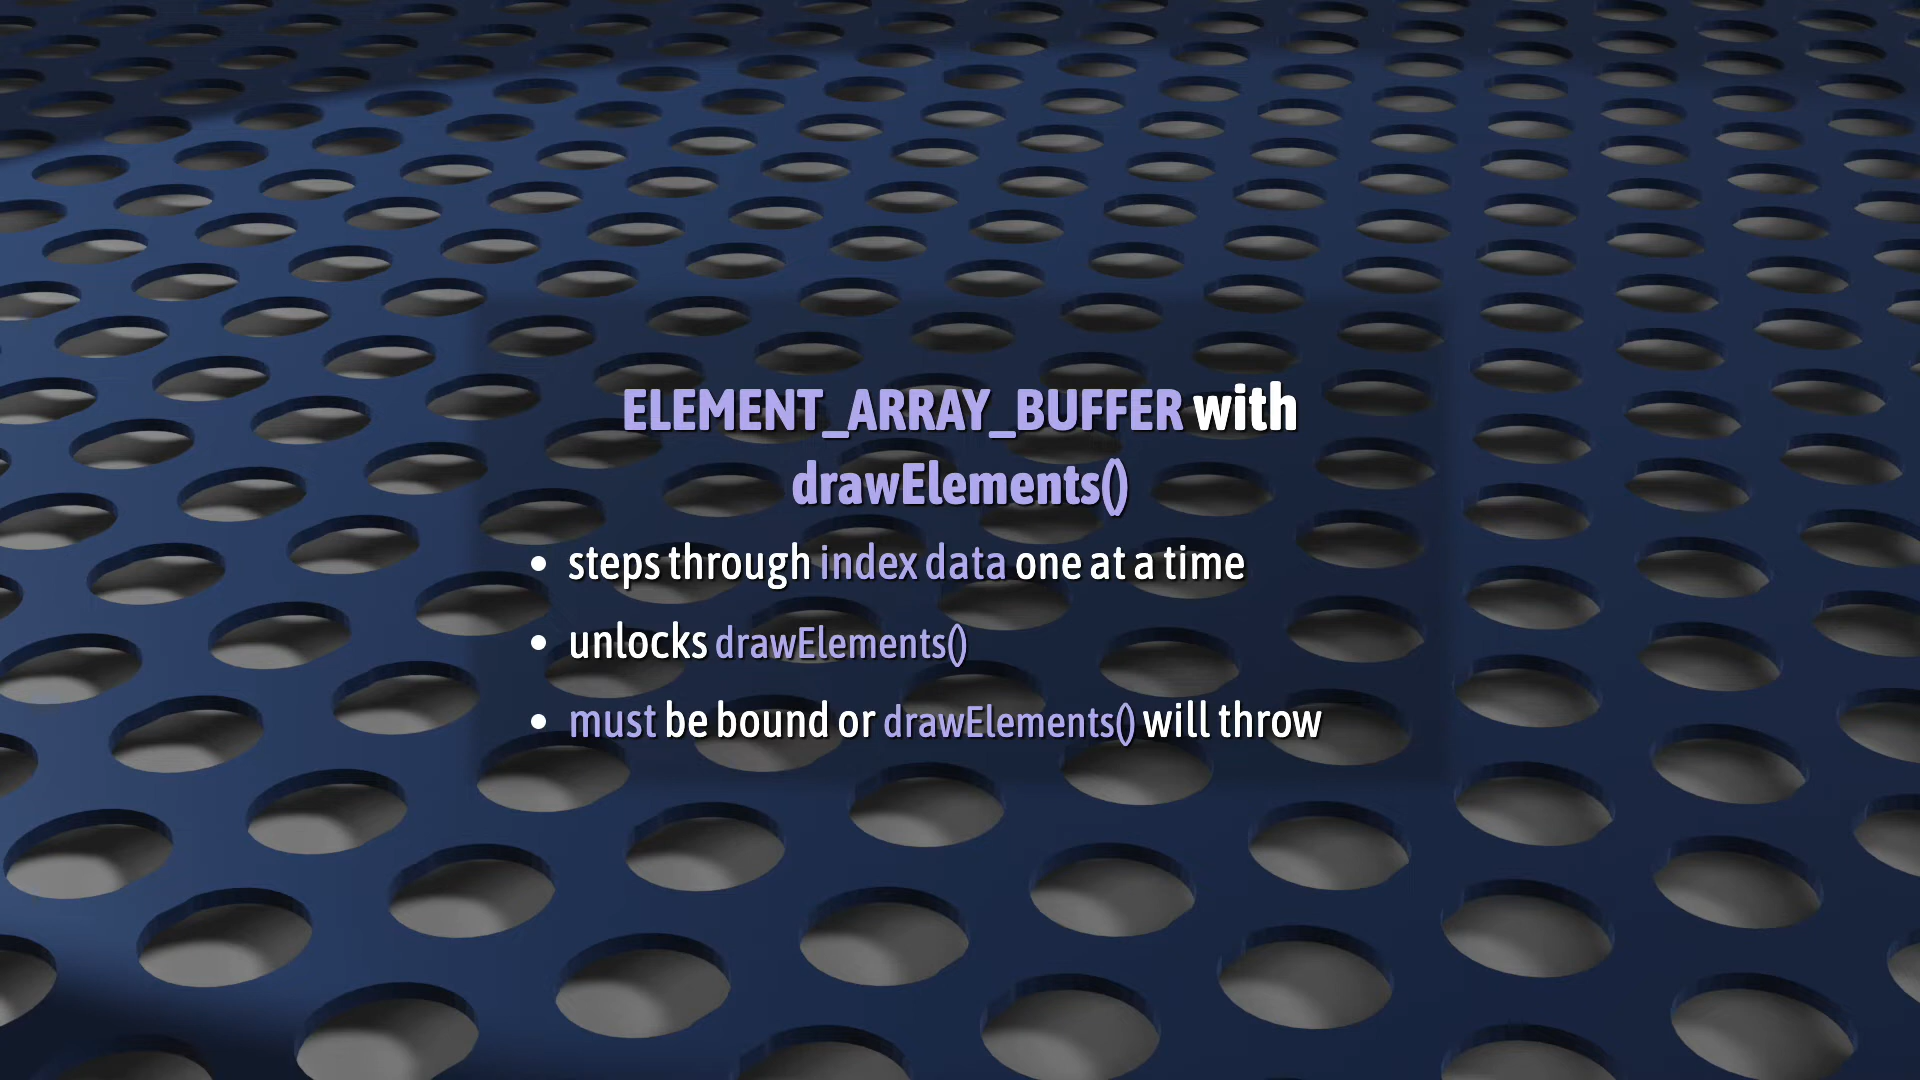 ELEMENT_ARRAY_BUFFER with
drawElements()
• steps through index data one at a time
• unlocks drawElements()
• must be bound or drawElements() will throw